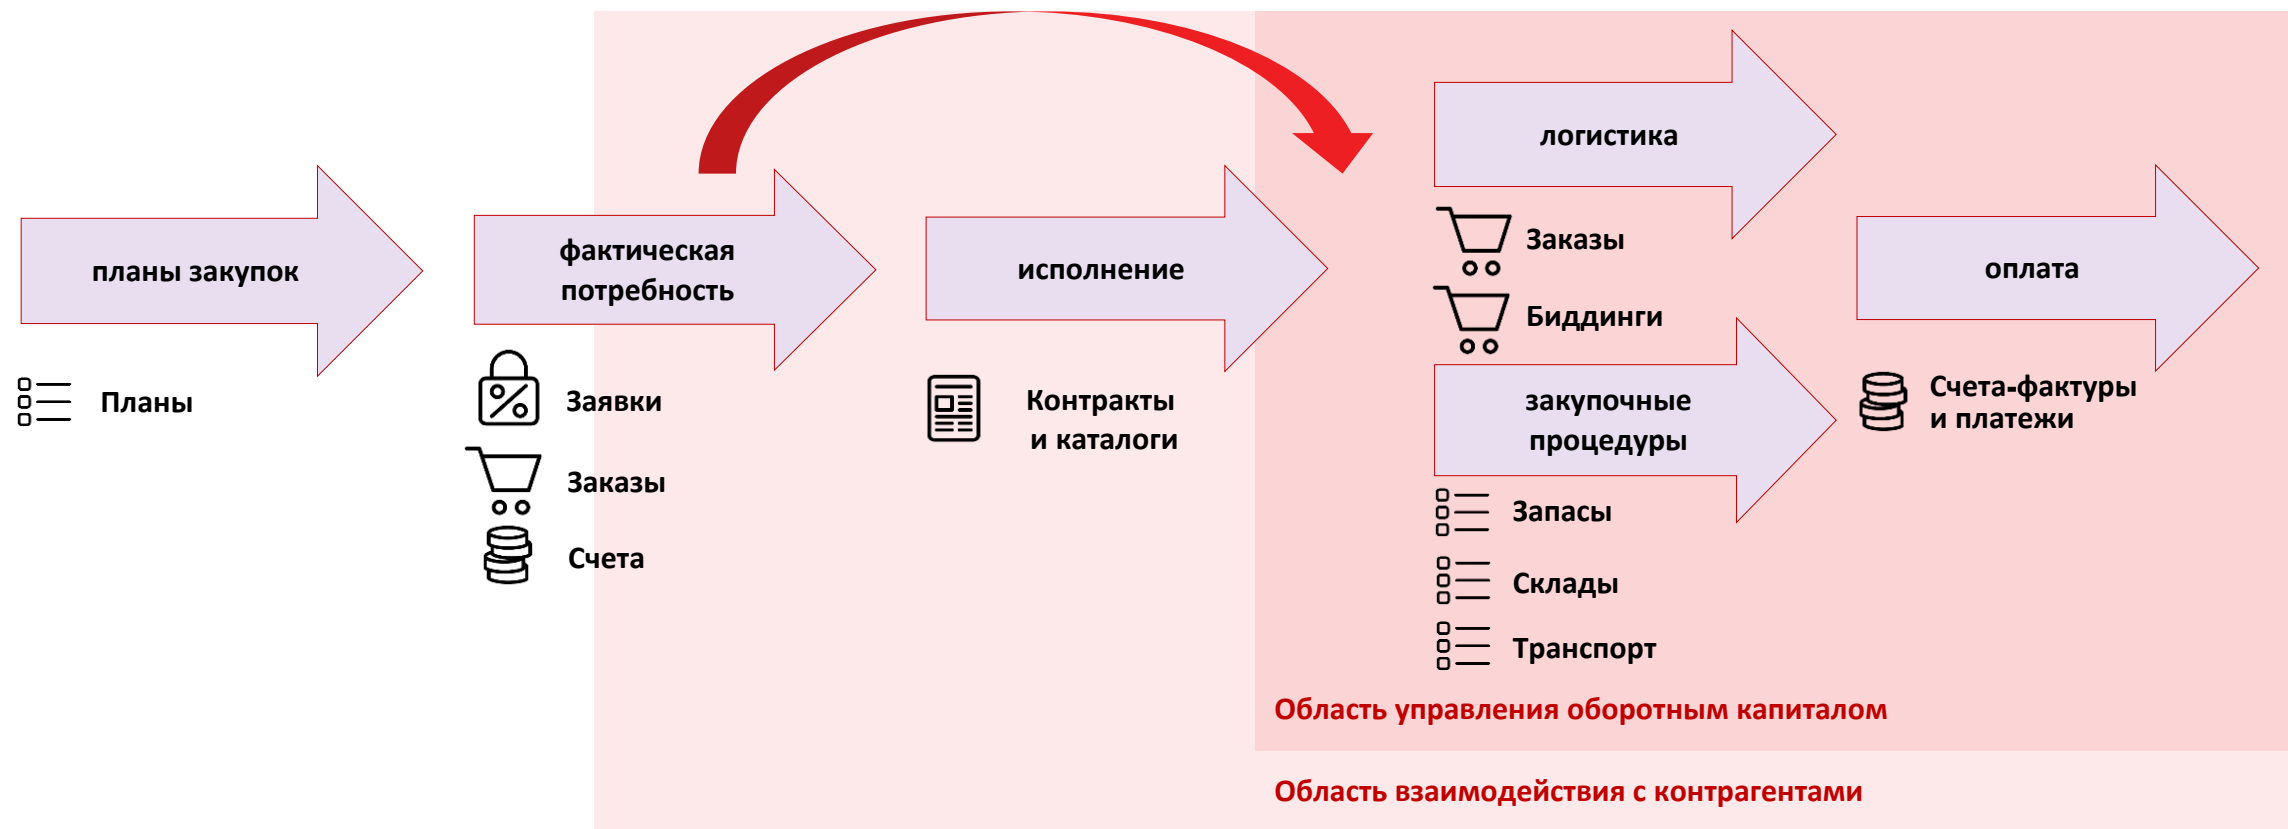 планы закупок
Планы
фактическая
потребность
Заявки
Заказы
Счета
исполнение
Контракты
и каталоги
логистика
Заказы
Биддинги
закупочные
процедуры
Запасы
Склады
Транспорт
оплата
Счета-фактуры
и платежи
Область управления оборотным капиталом
Область взаимодействия с контрагентами